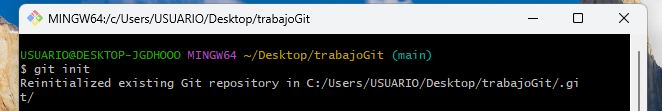 MINGW64:/c/Users/USUARIO/Desktop/trabajoGit
USUARIO@DESKTOP-JGDHOOO MINGW64 ~/Desktop/trabajoGit (main)
$ git init
Reinitialized existing Git repository in C:/Users/USUARIO/Desktop/trabajoGit/.gi
t/